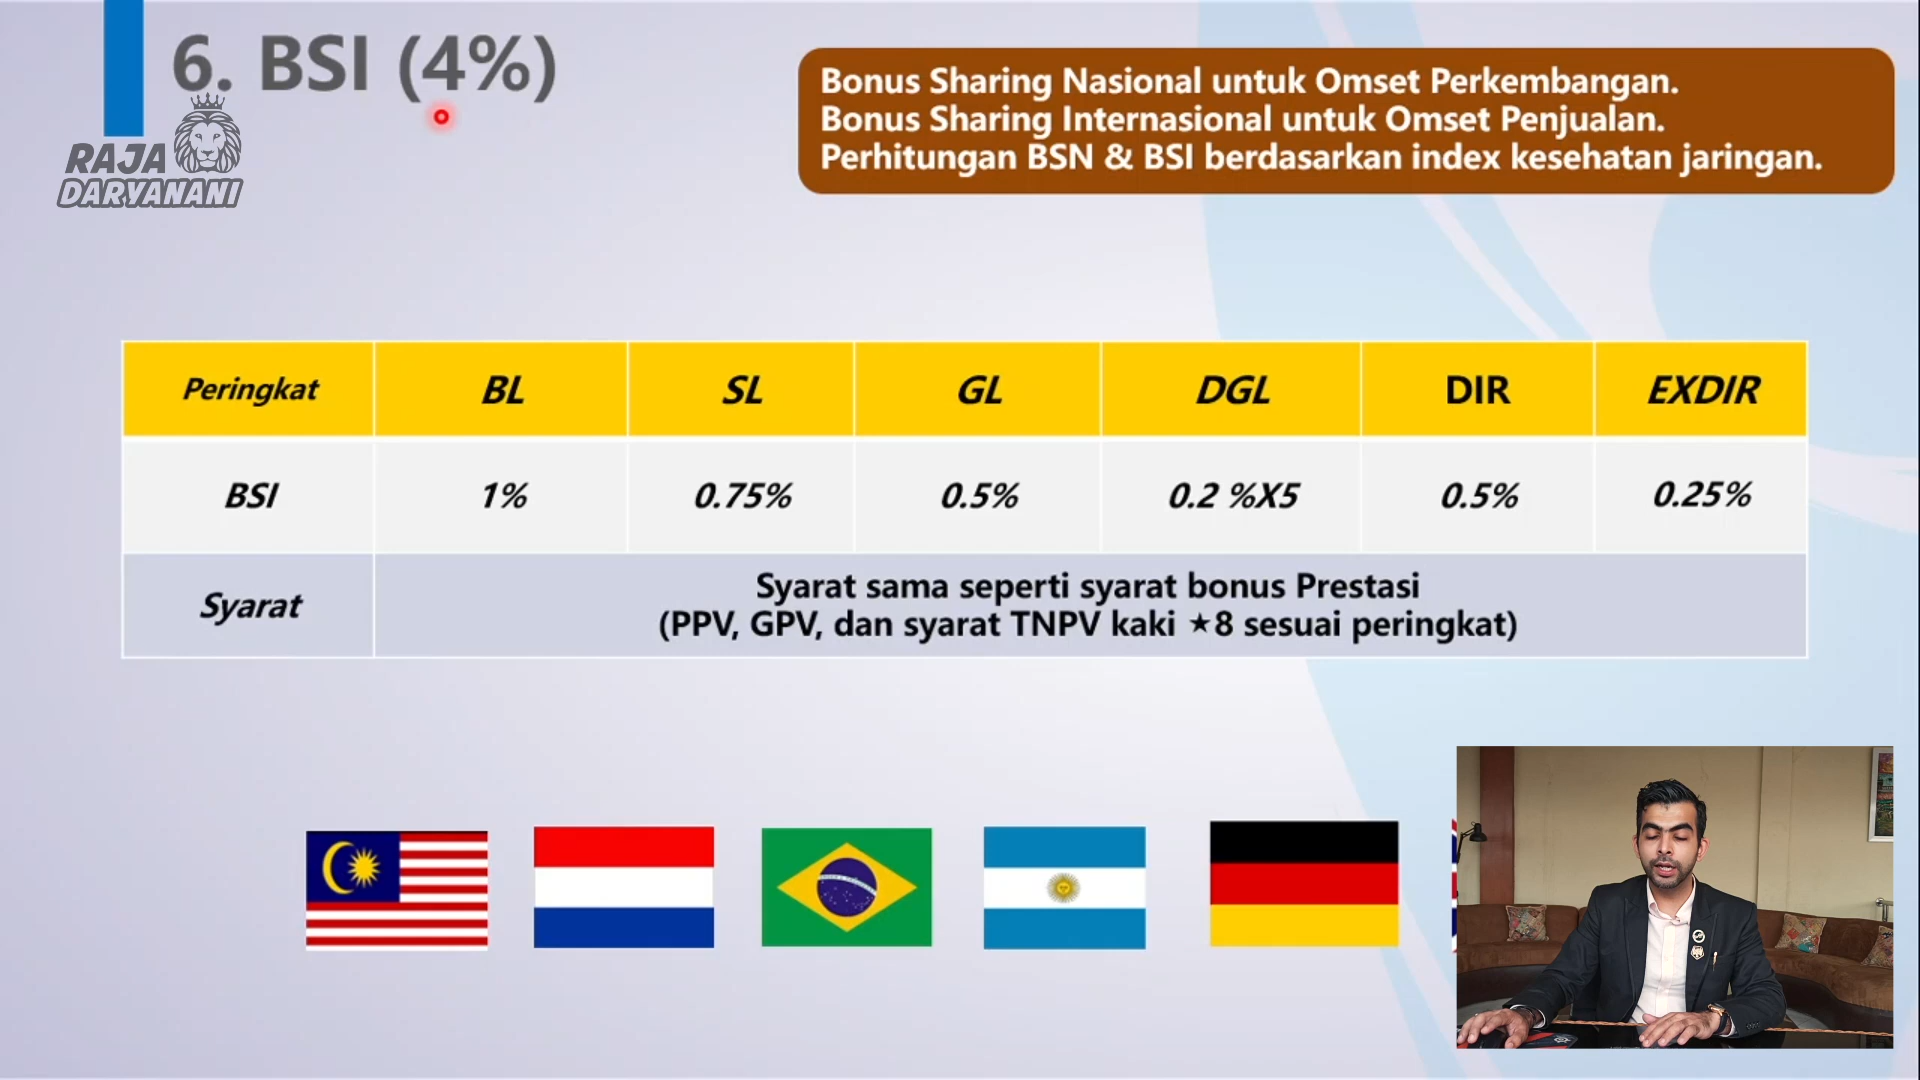 6. BSI (4%)
RAJA
DARYANANI
Bonus Sharing Nasional untuk Omset Perkembangan.
Bonus Sharing Internasional untuk Omset Penjualan.
Perhitungan BSN & BSI berdasarkan index kesehatan jaringan.
Peringkat BL SL GL DGL DIR EXDIR
BSI 1% 0.75% 0.5% 0.2 %X5 0.5% 0.25%
Syarat
Syarat sama seperti syarat bonus Prestasi
(PPV, GPV, dan syarat TNPV kaki ★8 sesuai peringkat)